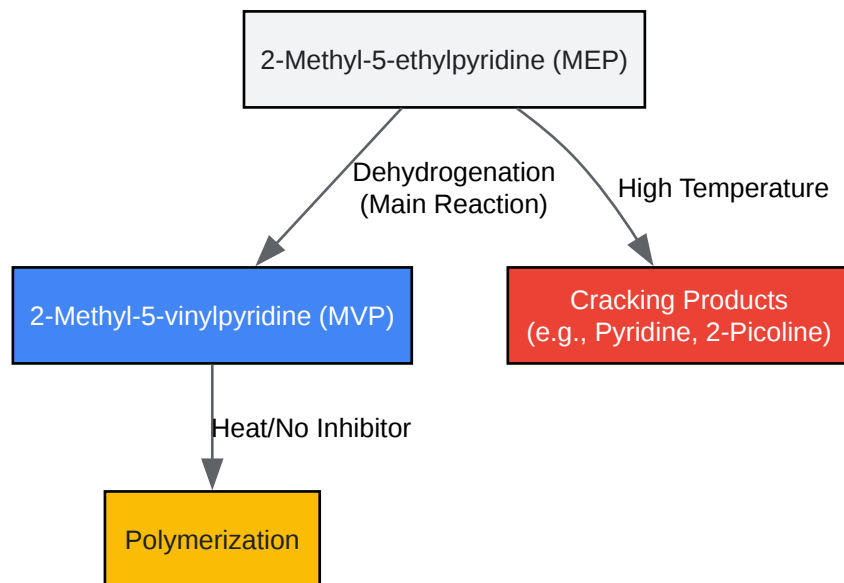 2-Methyl-5-ethylpyridine (MEP)
Dehydrogenation
(Main Reaction)
High Temperature
2-Methyl-5-vinylpyridine (MVP)
Cracking Products
(e.g., Pyridine, 2-Picoline)
Heat/No Inhibitor
Polymerization